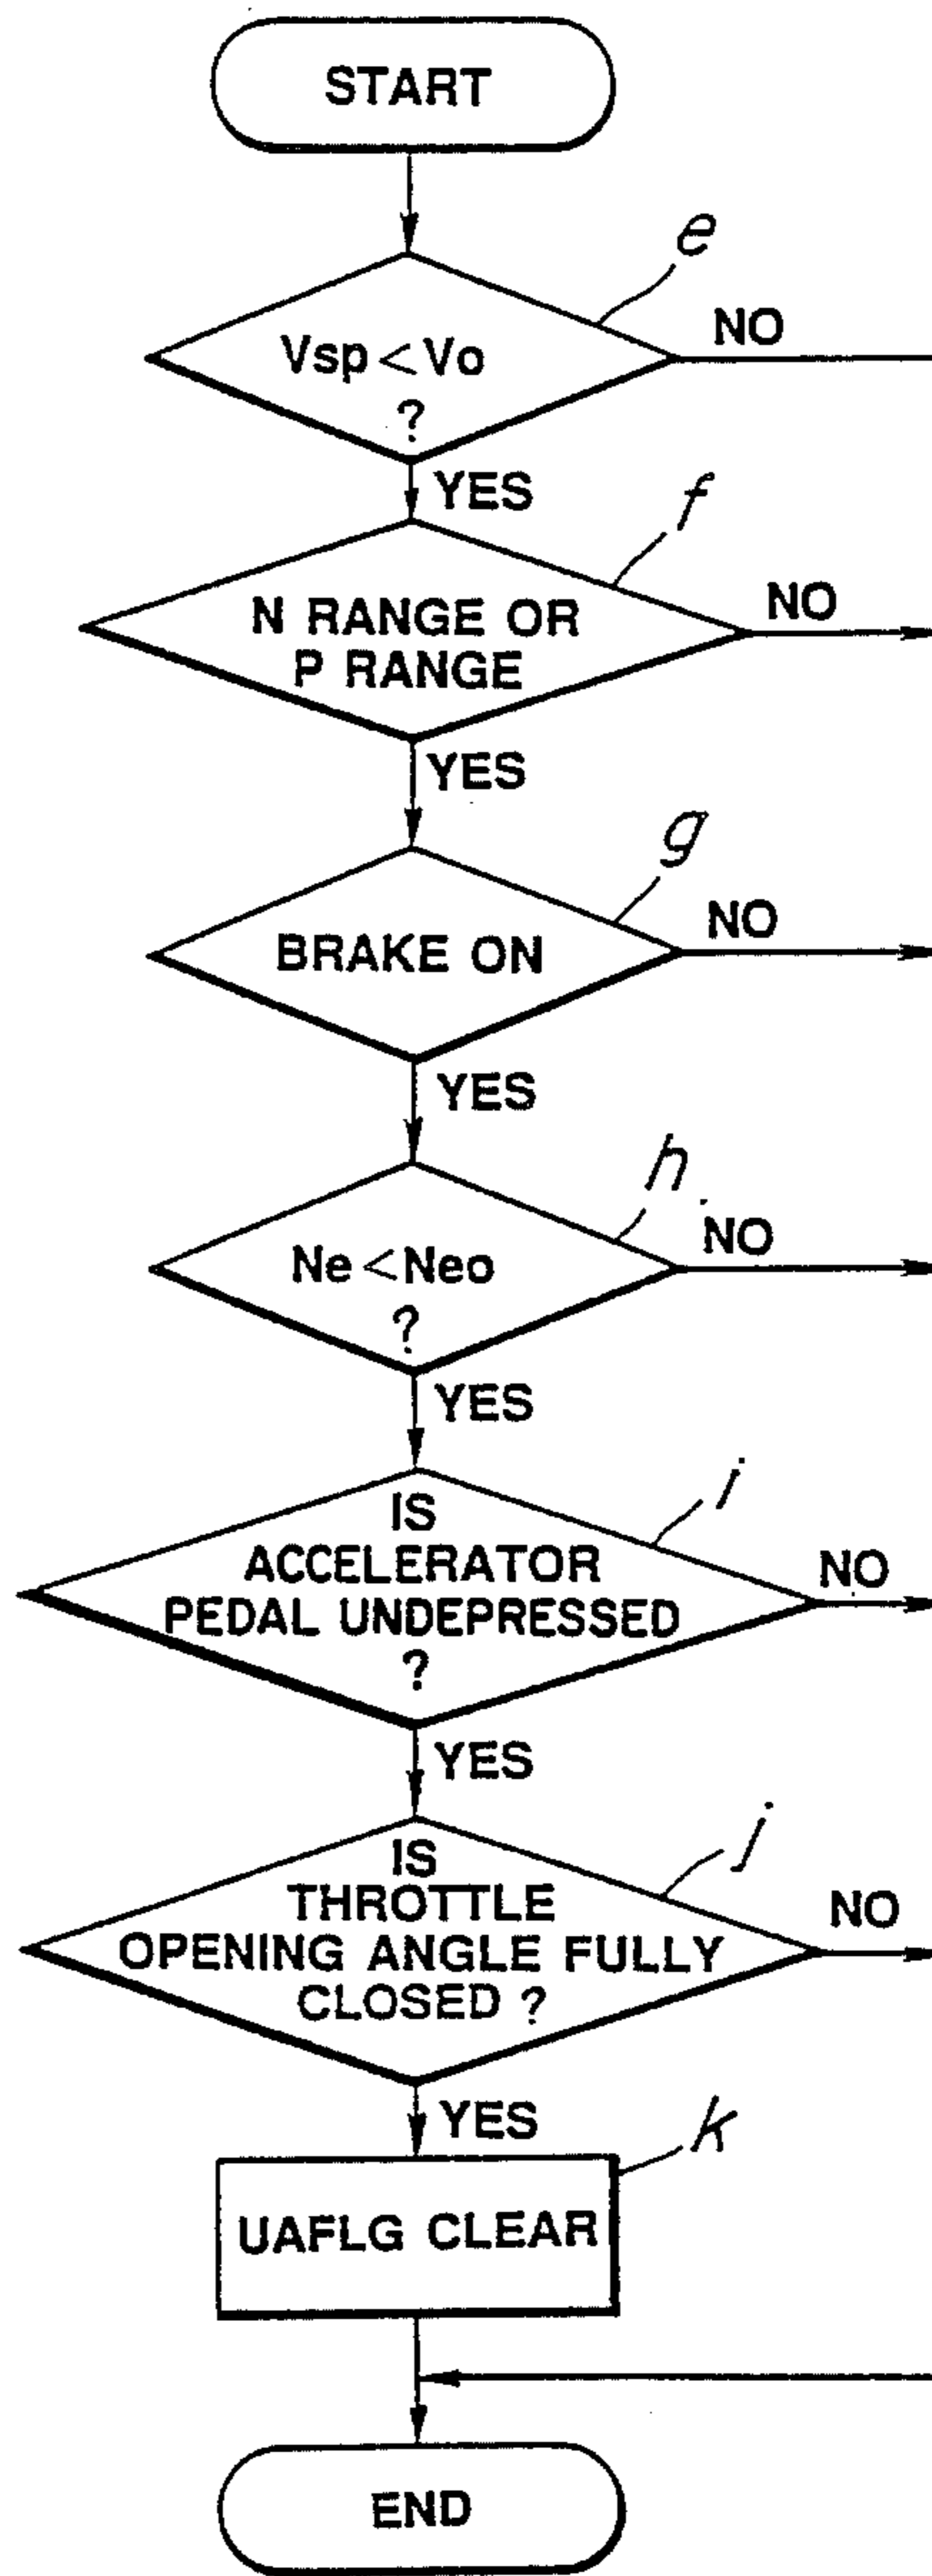 START
e
Vsp < Vo
?
NO
YES
f
N RANGE OR
P RANGE
NO
YES
g
BRAKE ON
NO
YES
h
Ne < Neo
?
NO
YES
i
IS
ACCELERATOR
PEDAL UNDEPRESSED
?
NO
YES
j
IS
THROTTLE
OPENING ANGLE FULLY
CLOSED ?
NO
YES
k
UAFLG CLEAR
END